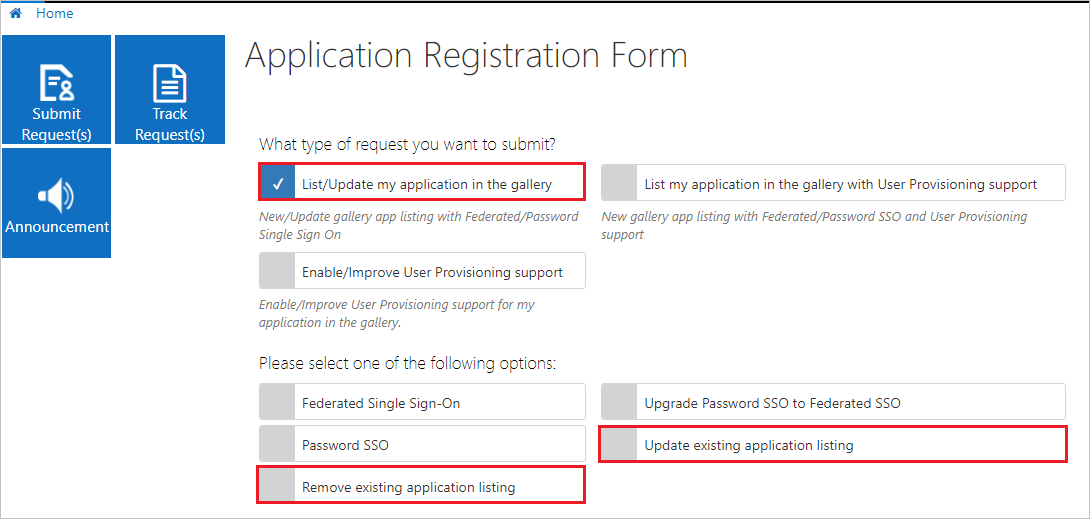 Home
Submit
Request(s)
Track
Request(s)
Announcement
Application Registration Form
What type of request you want to submit?
List/Update my application in the gallery
New/Update gallery app listing with Federated/Password
Single Sign On
List my application in the gallery with User Provisioning support
New gallery app listing with Federated/Password SSO and User Provisioning
support
Enable/Improve User Provisioning support
Enable/Improve User Provisioning support for my
application in the gallery.
Please select one of the following options:
Federated Single Sign-On
Upgrade Password SSO to Federated SSO
Password SSO
Update existing application listing
Remove existing application listing